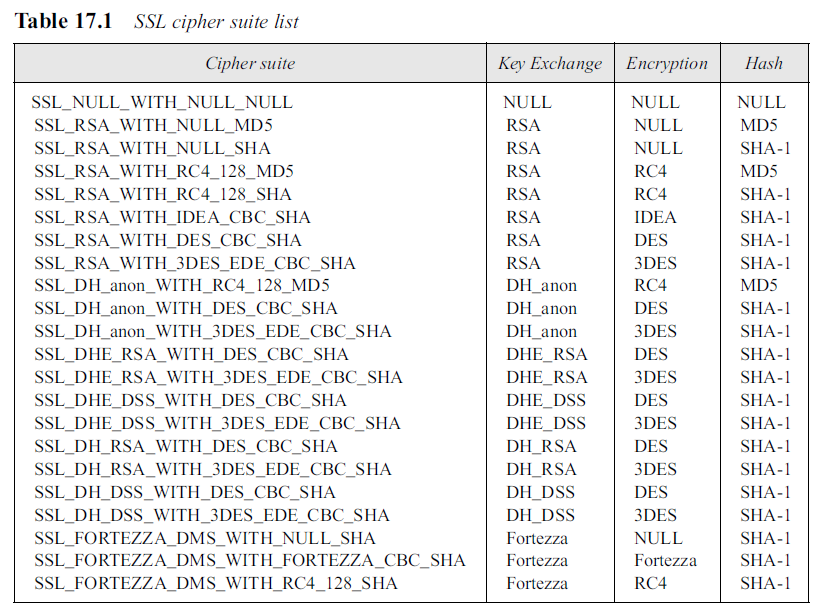 Table 17.1 SSL cipher suite list
Cipher suite Key Exchange Encryption Hash
SSL_NULL_WITH_NULL_NULL NULL NULL NULL
SSL_RSA_WITH_NULL_MD5 RSA NULL MD5
SSL_RSA_WITH_NULL_SHA RSA NULL SHA-1
SSL_RSA_WITH_RC4_128_MD5 RSA RC4 MD5
SSL_RSA_WITH_RC4_128_SHA RSA RC4 SHA-1
SSL_RSA_WITH_IDEA_CBC_SHA RSA IDEA SHA-1
SSL_RSA_WITH_DES_CBC_SHA RSA DES SHA-1
SSL_RSA_WITH_3DES_EDE_CBC_SHA RSA 3DES SHA-1
SSL_DH_anon_WITH_RC4_128_MD5 DH_anon RC4 MD5
SSL_DH_anon_WITH_DES_CBC_SHA DH_anon DES SHA-1
SSL_DH_anon_WITH_3DES_EDE_CBC_SHA DH_anon 3DES SHA-1
SSL_DHE_RSA_WITH_DES_CBC_SHA DHE_RSA DES SHA-1
SSL_DHE_RSA_WITH_3DES_EDE_CBC_SHA DHE_RSA 3DES SHA-1
SSL_DHE_DSS_WITH_DES_CBC_SHA DHE_DSS DES SHA-1
SSL_DHE_DSS_WITH_3DES_EDE_CBC_SHA DHE_DSS 3DES SHA-1
SSL_DH_RSA_WITH_DES_CBC_SHA DH_RSA DES SHA-1
SSL_DH_RSA_WITH_3DES_EDE_CBC_SHA DH_RSA 3DES SHA-1
SSL_DH_DSS_WITH_DES_CBC_SHA DH_DSS DES SHA-1
SSL_DH_DSS_WITH_3DES_EDE_CBC_SHA DH_DSS 3DES SHA-1
SSL_FORTEZZA_DMS_WITH_NULL_SHA Fortezza NULL SHA-1
SSL_FORTEZZA_DMS_WITH_FORTEZZA_CBC_SHA Fortezza Fortezza SHA-1
SSL_FORTEZZA_DMS_WITH_RC4_128_SHA Fortezza RC4 SHA-1